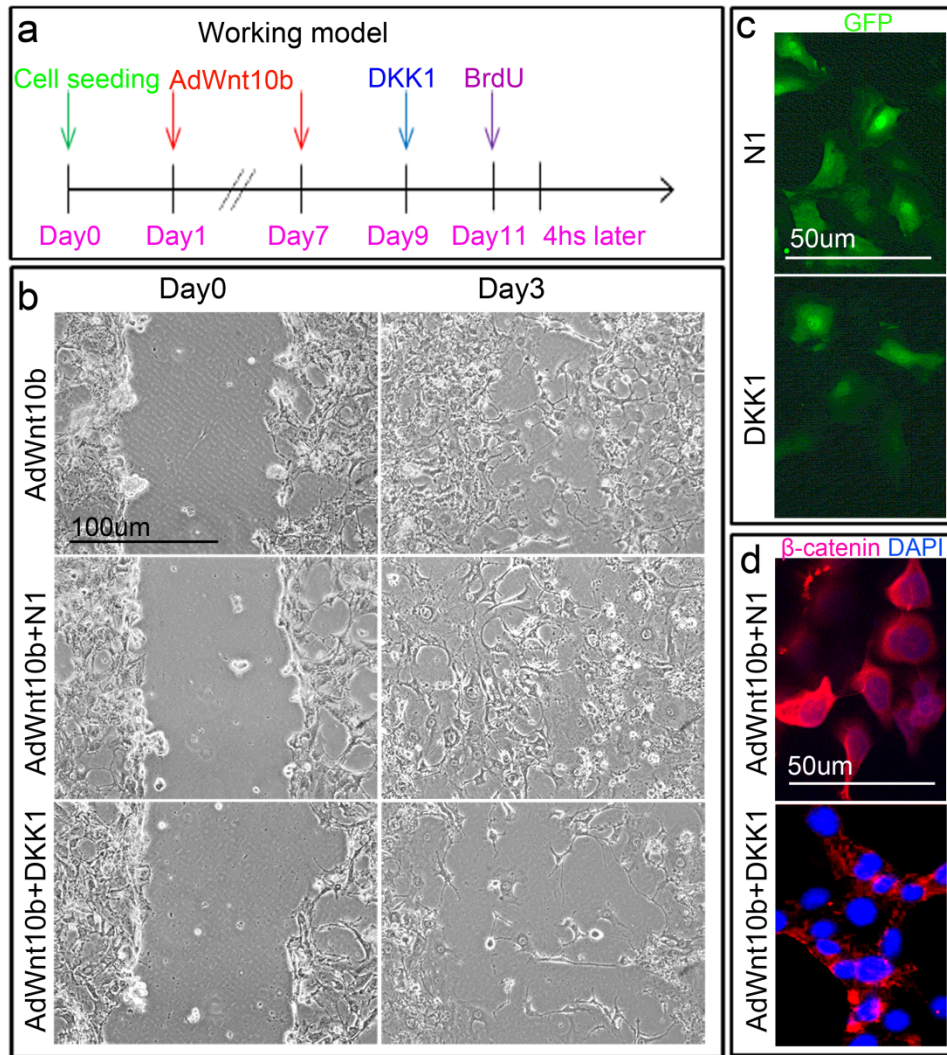 a
Working model
Cell seeding AdWnt10b DKK1 BrdU
Day0 Day1 Day7 Day9 Day11 4hs later
b
Day0 Day3
AdWnt10b
100um
AdWnt10b+N1
AdWnt10b+DKK1
c
GFP
N1
50um
DKK1
d
β-catenin DAPI
AdWnt10b+N1
50um
AdWnt10b+DKK1